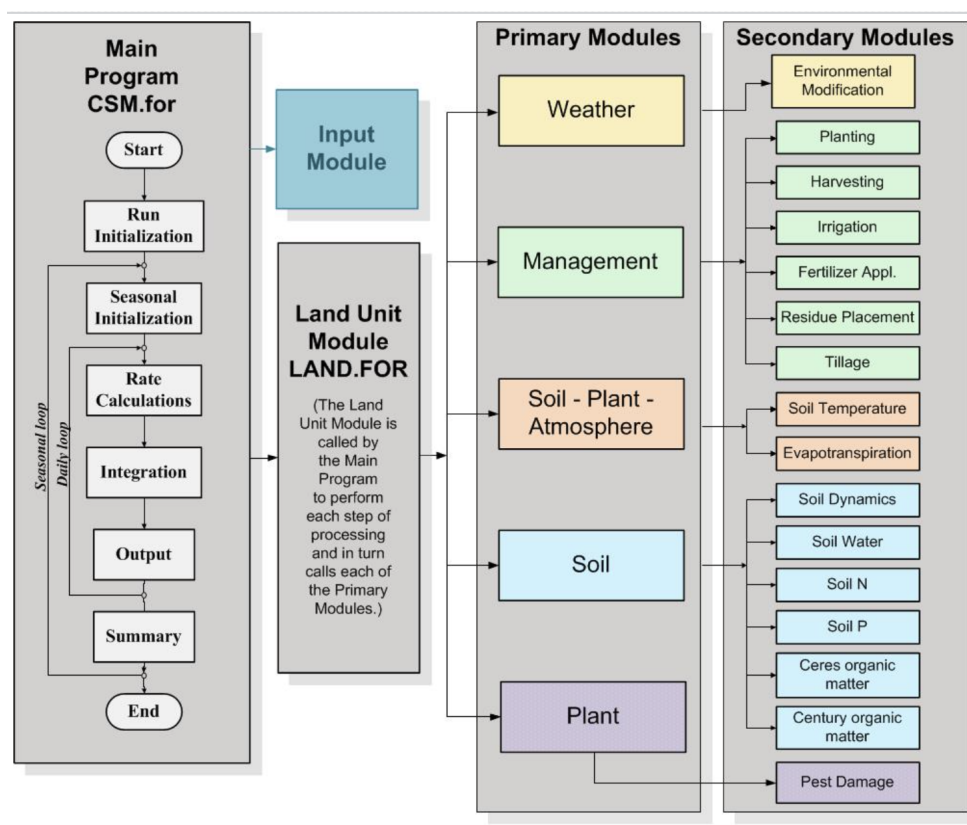 Main
Program
CSM.for
Start
Run
Initialization
Seasonal
Initialization
Rate
Calculations
Integration
Output
Summary
End
Seasonal loop
Daily loop
Input
Module
Land Unit
Module
LAND.FOR
(The Land
Unit Module is
called by
the Main
Program
to perform
each step of
processing
and in turn
calls each of
the Primary
Modules.)
Primary Modules
Weather
Management
Soil - Plant -
Atmosphere
Soil
Plant
Secondary Modules
Environmental
Modification
Planting
Harvesting
Irrigation
Fertilizer Appl.
Residue Placement
Tillage
Soil Temperature
Evapotranspiration
Soil Dynamics
Soil Water
Soil N
Soil P
Ceres organic
matter
Century organic
matter
Pest Damage